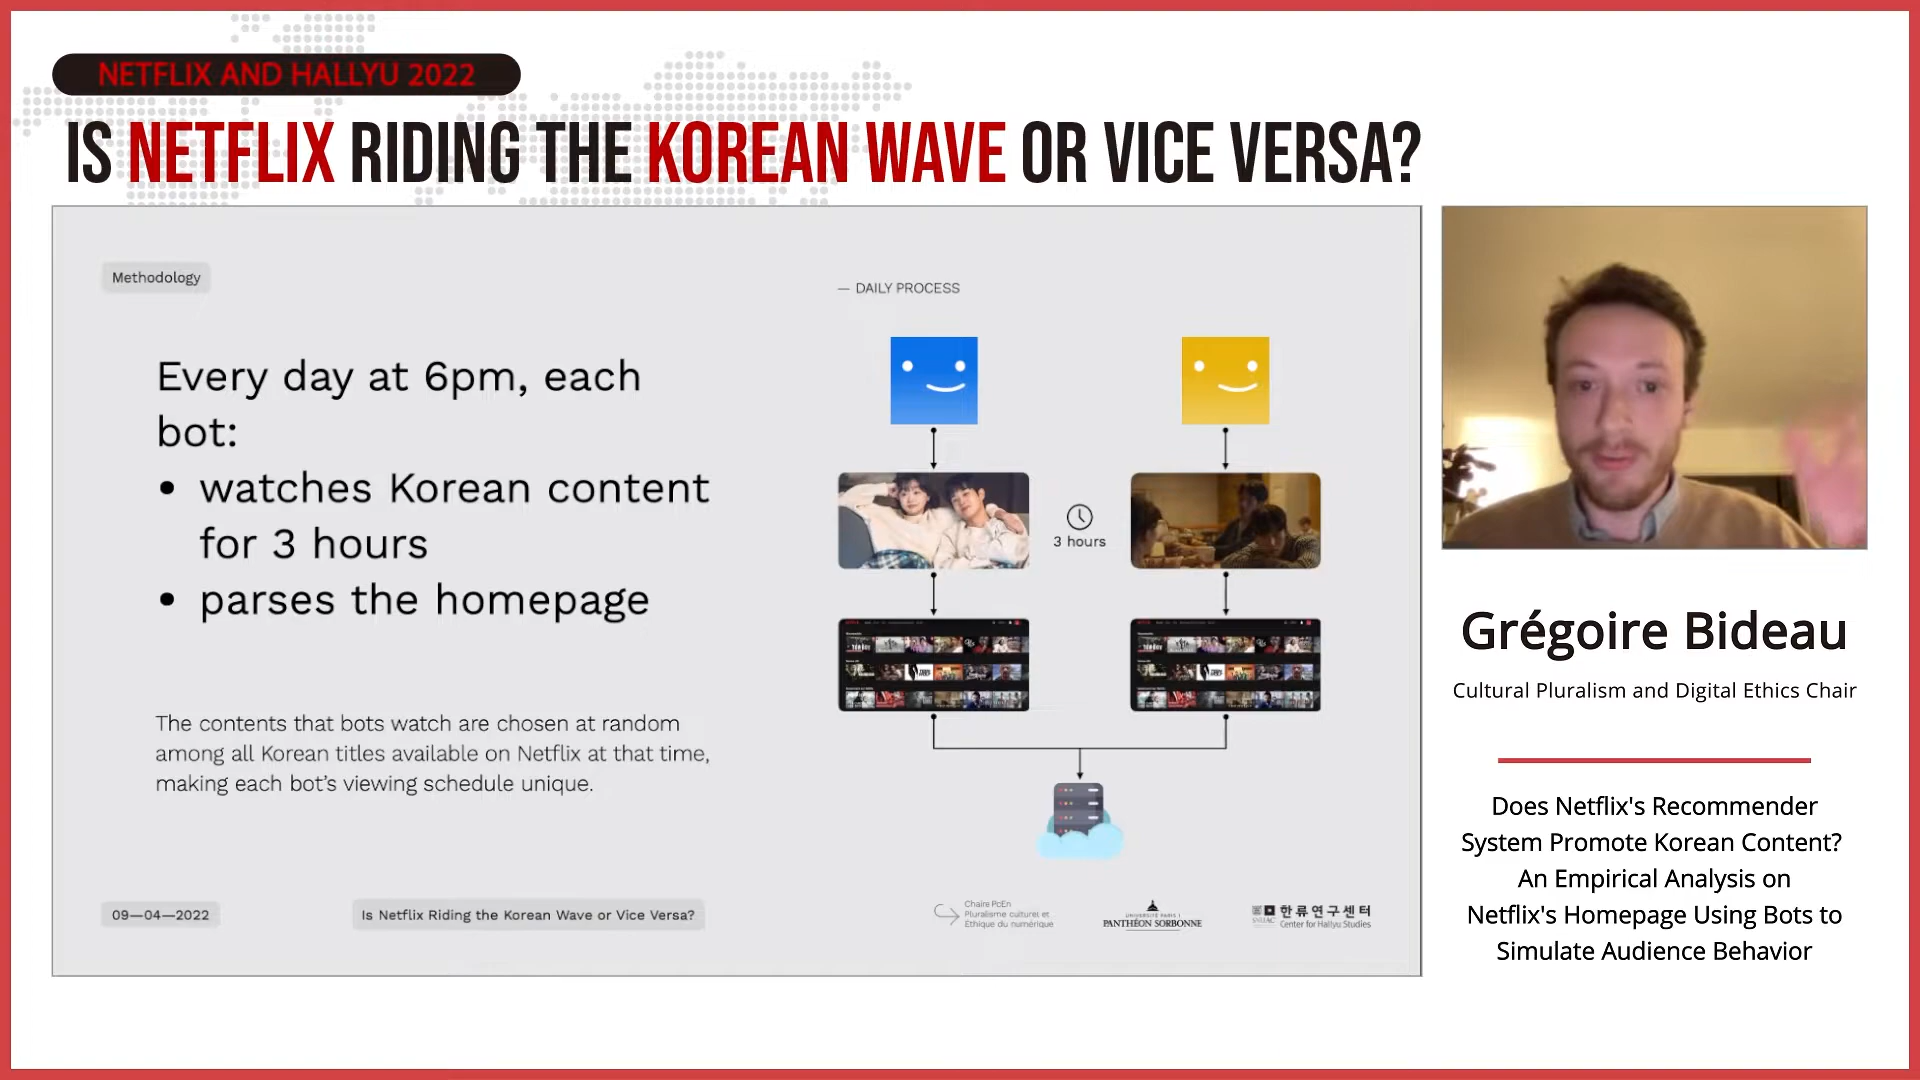 NETFLIX AND HALLYU 2022
IS NETFLIX RIDING THE KOREAN WAVE OR VICE VERSA?
Methodology
Every day at 6pm, each
bot:
• watches Korean content
for 3 hours
• parses the homepage
The contents that bots watch are chosen at random
among all Korean titles available on Netflix at that time,
making each bot's viewing schedule unique.
— DAILY PROCESS
3 hours
09—04—2022
Is Netflix Riding the Korean Wave or Vice Versa?
Chaire PcEn
Pluralisme culturel et
Éthique du numérique
UNIVERSITÉ PARIS 1
PANTHÉON SORBONNE
한류연구센터
Center for Hallyu Studies
Grégoire Bideau
Cultural Pluralism and Digital Ethics Chair
Does Netflix's Recommender
System Promote Korean Content?
An Empirical Analysis on
Netflix's Homepage Using Bots to
Simulate Audience Behavior